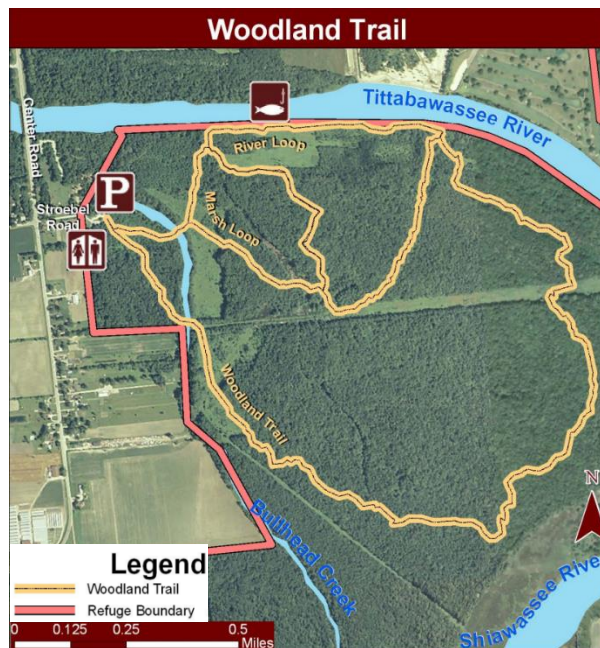 Woodland Trail
Tittabawassee River
Center Road
River Loop
P
Stroebel
Road
Marsh Loop
Woodland Trail
N
Bullhead Creek
Shiawassee River
Legend
Woodland Trail
Refuge Boundary
0 0.125 0.25 0.5
Miles